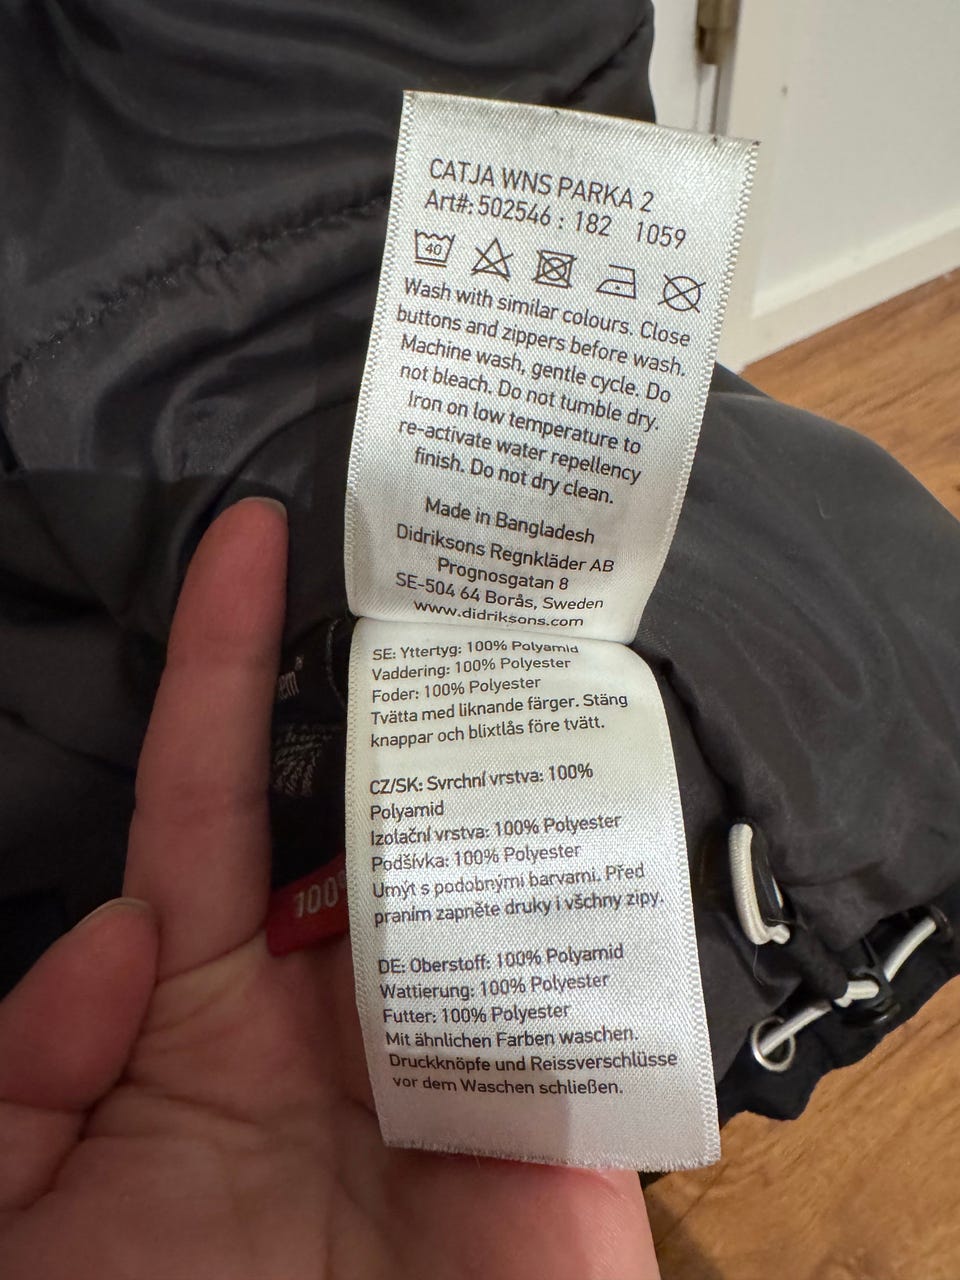 CATJA WNS PARKA 2
Art#: 502546 : 182 1059
40
Wash with similar colours. Close
buttons and zippers before wash.
Machine wash, gentle cycle. Do
not bleach. Do not tumble dry.
Iron on low temperature to
re-activate water repellency
finish. Do not dry clean.
Made in Bangladesh
Didriksons Regnkläder AB
Prognosgatan 8
SE-504 64 Borås, Sweden
www.didriksons.com
SE: Yttertyg: 100% Polyamid
Vaddering: 100% Polyester
Foder: 100% Polyester
Tvätta med liknande färger. Stäng
knappar och blixtlås före tvätt.
CZ/SK: Svrchní vrstva: 100%
Polyamid
Izolační vrstva: 100% Polyester
Podšívka: 100% Polyester
Umýt s podobnými barvami. Před
praním zapněte druky i všchny zipy.
DE: Oberstoff: 100% Polyamid
Wattierung: 100% Polyester
Futter: 100% Polyester
Mit ähnlichen Farben waschen.
Druckknöpfe und Reissverschlüsse
vor dem Waschen schließen.
100